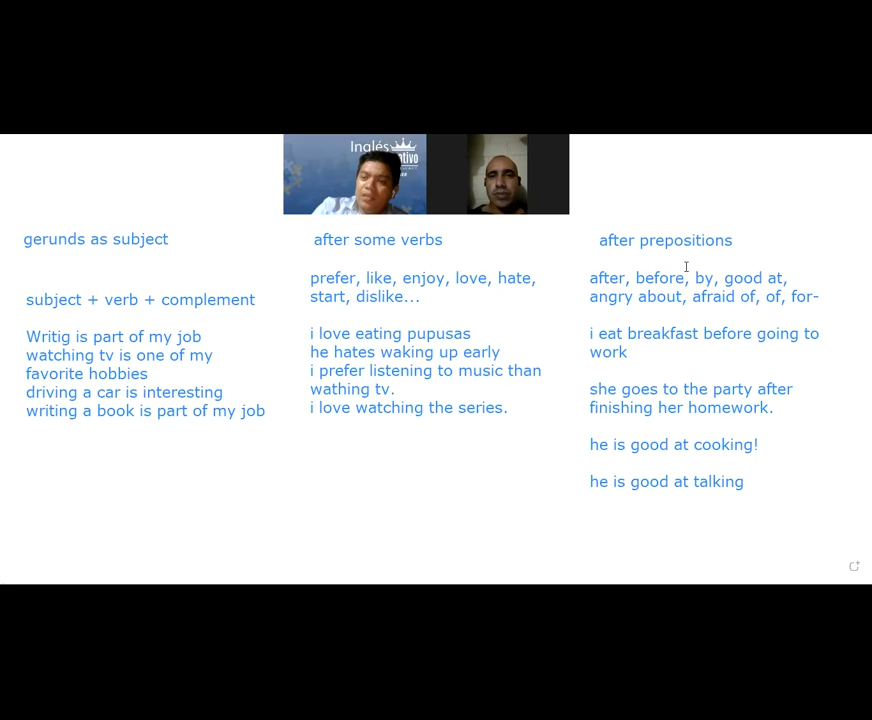 Inglés
gerunds as subject
subject + verb + complement
Writig is part of my job
watching tv is one of my
favorite hobbies
driving a car is interesting
writing a book is part of my job
after some verbs
prefer, like, enjoy, love, hate,
start, dislike...
i love eating pupusas
he hates waking up early
i prefer listening to music than
wathing tv.
i love watching the series.
after prepositions
after, before, by, good at,
angry about, afraid of, of, for-
i eat breakfast before going to
work
she goes to the party after
finishing her homework.
he is good at cooking!
he is good at talking